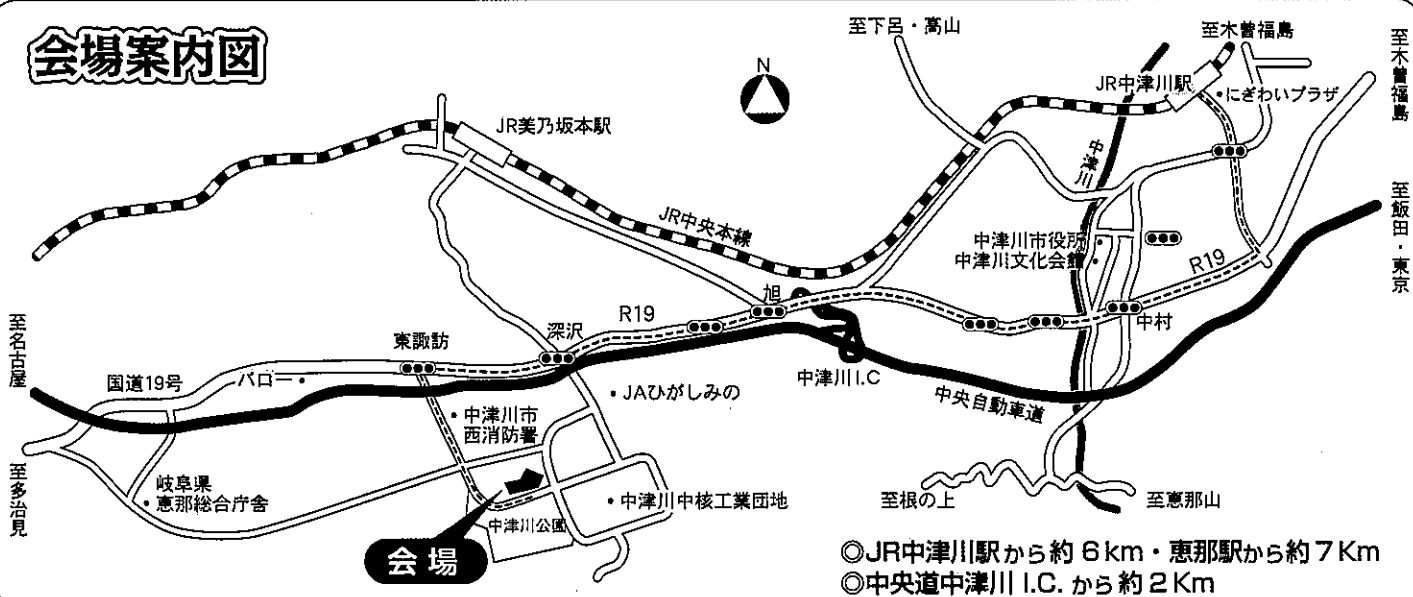 会場案内図
N
至下呂・高山
至木曽福島
至木曽福島
JR中津川駅
・にぎわいプラザ
JR美乃坂本駅
中津川
JR中央本線
至飯田・東京
中津川市役所・
中津川文化会館・
R19
旭
R19
深沢
東諏訪
中村
至名古屋
国道19号
バロー・
中津川I.C
中央自動車道
・JAひがしみの
・中津川市
西消防署
至多治見
岐阜県
・恵那総合庁舎
・中津川中核工業団地
中津川公園
会場
至根の上
至恵那山
◎JR中津川駅から約6km・恵那駅から約7Km
◎中央道中津川I.C.から約2Km